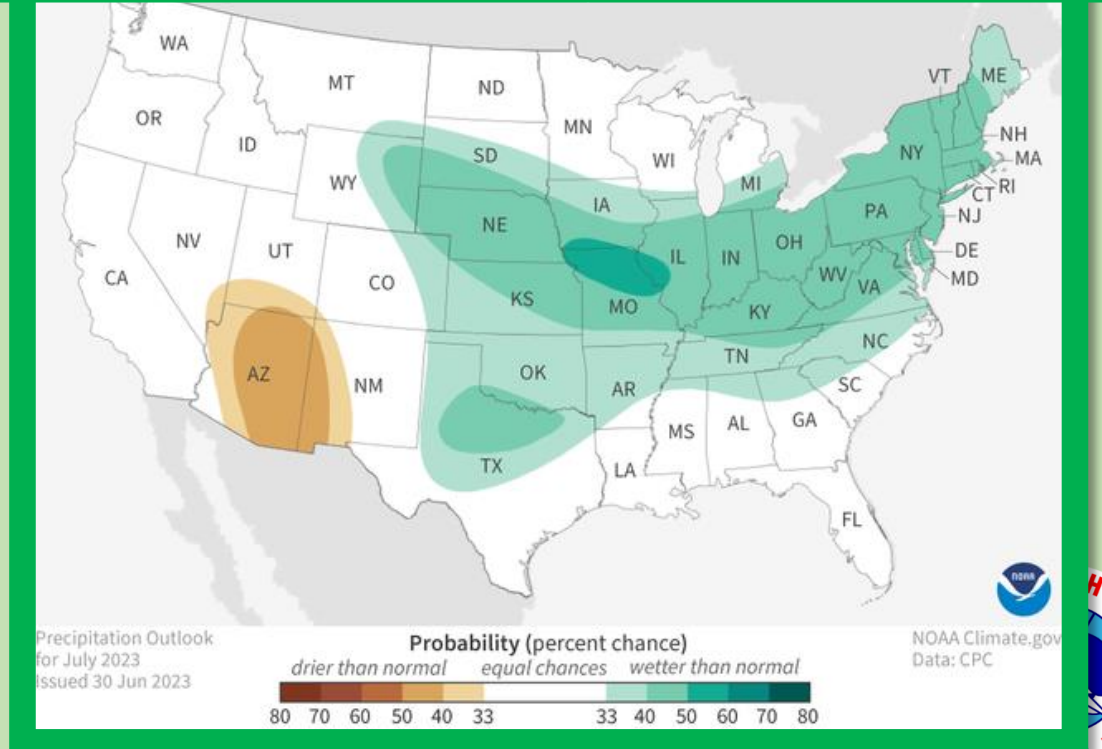 WA
MT
ND
VT
ME
OR
MN
NH
ID
SD
WI
NY
MA
WY
MI
RI
CT
IA
PA
NJ
NE
NV
OH
DE
UT
IL
IN
CA
CO
WV
MD
VA
KS
MO
KY
NC
TN
AZ
NM
OK
AR
SC
GA
AL
MS
TX
LA
FL
NOAA
H
Precipitation Outlook
for July 2023
Issued 30 Jun 2023
Probability (percent chance)
drier than normal equal chances wetter than normal
80 70 60 50 40 33 33 40 50 60 70 80
NOAA Climate.gov
Data: CPC